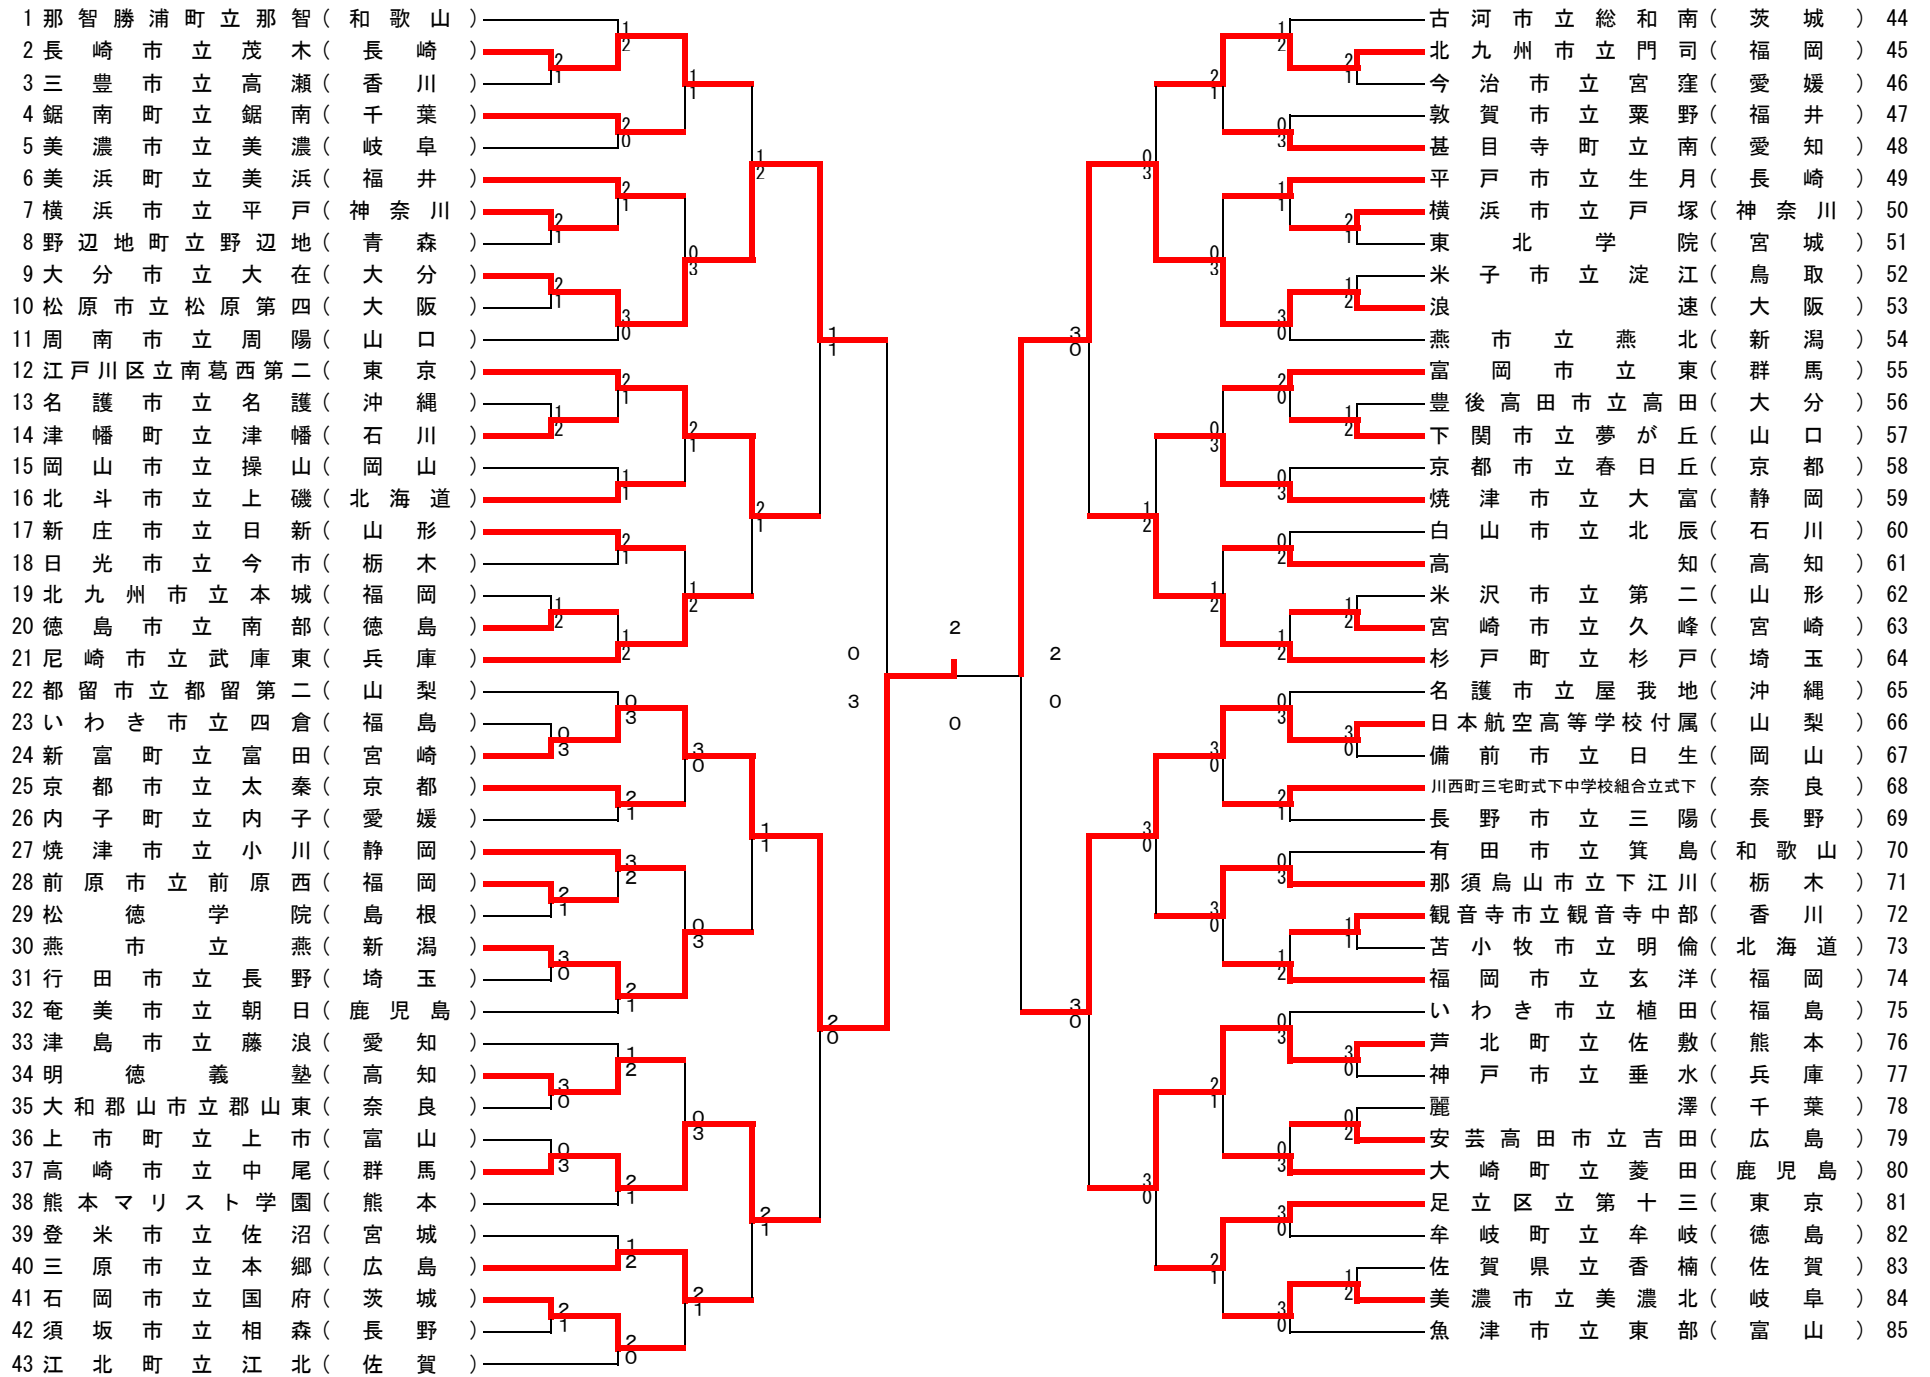 1 那智勝浦町立那智(和歌山)
2 長崎市立茂木(長崎)
3 三豊市立高瀬(香川)
4 鋸南町立鋸南(千葉)
5 美濃市立美濃(岐阜)
6 美浜町立美浜(福井)
7 横浜市立平戸(神奈川)
8 野辺地町立野辺地(青森)
9 大分市立大在(大分)
10 松原市立松原第四(大阪)
11 周南市立周陽(山口)
12 江戸川区立南葛西第二(東京)
13 名護市立名護(沖縄)
14 津幡町立津幡(石川)
15 岡山市立操山(岡山)
16 北斗市立上磯(北海道)
17 新庄市立日新(山形)
18 日光市立今市(栃木)
19 北九州市立本城(福岡)
20 徳島市立南部(徳島)
21 尼崎市立武庫東(兵庫)
22 都留市立都留第二(山梨)
23 いわき市立四倉(福島)
24 新富町立富田(宮崎)
25 京都市立太秦(京都)
26 内子町立内子(愛媛)
27 焼津市立小川(静岡)
28 前原市立前原西(福岡)
29 松徳学院(島根)
30 燕市立燕(新潟)
31 行田市立長野(埼玉)
32 奄美市立朝日(鹿児島)
33 津島市立藤浪(愛知)
34 明徳義塾(高知)
35 大和郡山市立郡山東(奈良)
36 上市町立上市(富山)
37 高崎市立中尾(群馬)
38 熊本マリスト学園(熊本)
39 登米市立佐沼(宮城)
40 三原市立本郷(広島)
41 石岡市立国府(茨城)
42 須坂市立相森(長野)
43 江北町立江北(佐賀)
2
0 2
3 0
0
古河市立総和南(茨城) 44
北九州市立門司(福岡) 45
今治市立宮窪(愛媛) 46
敦賀市立粟野(福井) 47
甚目寺町立南(愛知) 48
平戸市立生月(長崎) 49
横浜市立戸塚(神奈川) 50
東北学院(宮城) 51
米子市立淀江(鳥取) 52
浪速(大阪) 53
燕市立燕北(新潟) 54
富岡市立東(群馬) 55
豊後高田市立高田(大分) 56
下関市立夢が丘(山口) 57
京都市立春日丘(京都) 58
焼津市立大富(静岡) 59
白山市立北辰(石川) 60
高知(高知) 61
米沢市立第二(山形) 62
宮崎市立久峰(宮崎) 63
杉戸町立杉戸(埼玉) 64
名護市立屋我地(沖縄) 65
日本航空高等学校付属(山梨) 66
備前市立日生(岡山) 67
川西町三宅町式下中学校組合立式下(奈良) 68
長野市立三陽(長野) 69
有田市立箕島(和歌山) 70
那須烏山市立下江川(栃木) 71
観音寺市立観音寺中部(香川) 72
苫小牧市立明倫(北海道) 73
福岡市立玄洋(福岡) 74
いわき市立植田(福島) 75
芦北町立佐敷(熊本) 76
神戸市立垂水(兵庫) 77
麗澤(千葉) 78
安芸高田市立吉田(広島) 79
大崎町立菱田(鹿児島) 80
足立区立第十三(東京) 81
牟岐町立牟岐(徳島) 82
佐賀県立香楠(佐賀) 83
美濃市立美濃北(岐阜) 84
魚津市立東部(富山) 85